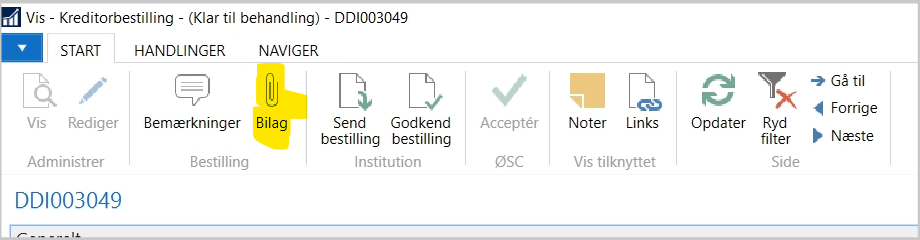 Vis - Kreditorbestilling - (Klar til behandling) - DDI003049
START HANDLINGER NAVIGER
Vis Rediger Bemærkninger Bilag Send bestilling Godkend bestilling Acceptér Noter Links Opdater Ryd filter Gå til
Forrige
Næste
Administrer Bestilling Institution ØSC Vis tilknyttet Side
DDI003049
Generelt